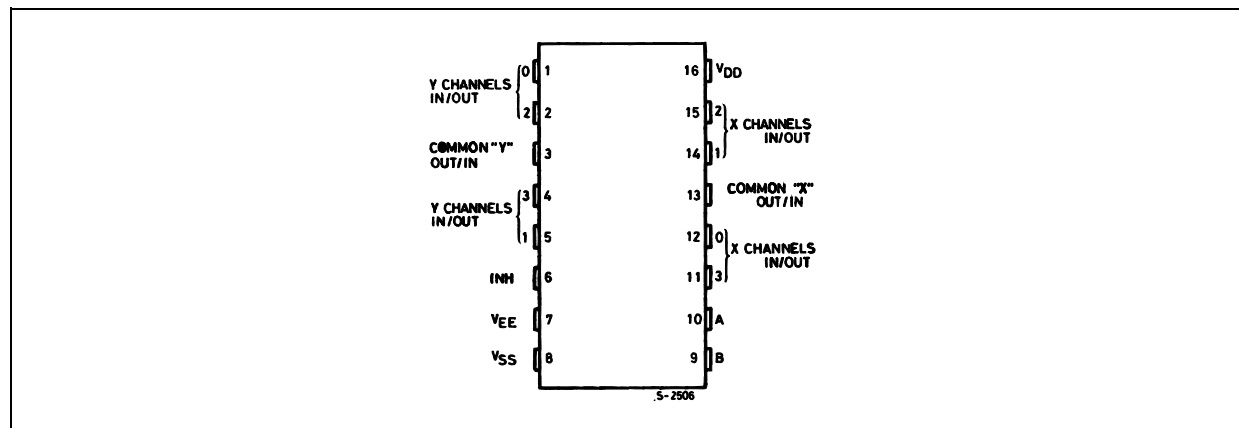 0 1 16 VDD
Y CHANNELS
IN/OUT
2 2 15 2
X CHANNELS
IN/OUT
COMMON "Y"
OUT/IN
3 14 1
3 4 13 COMMON "X"
OUT/IN
Y CHANNELS
IN/OUT
1 5 12 0
X CHANNELS
IN/OUT
INH 6 11 3
VEE 7 10 A
VSS 8 9 B
S-2506